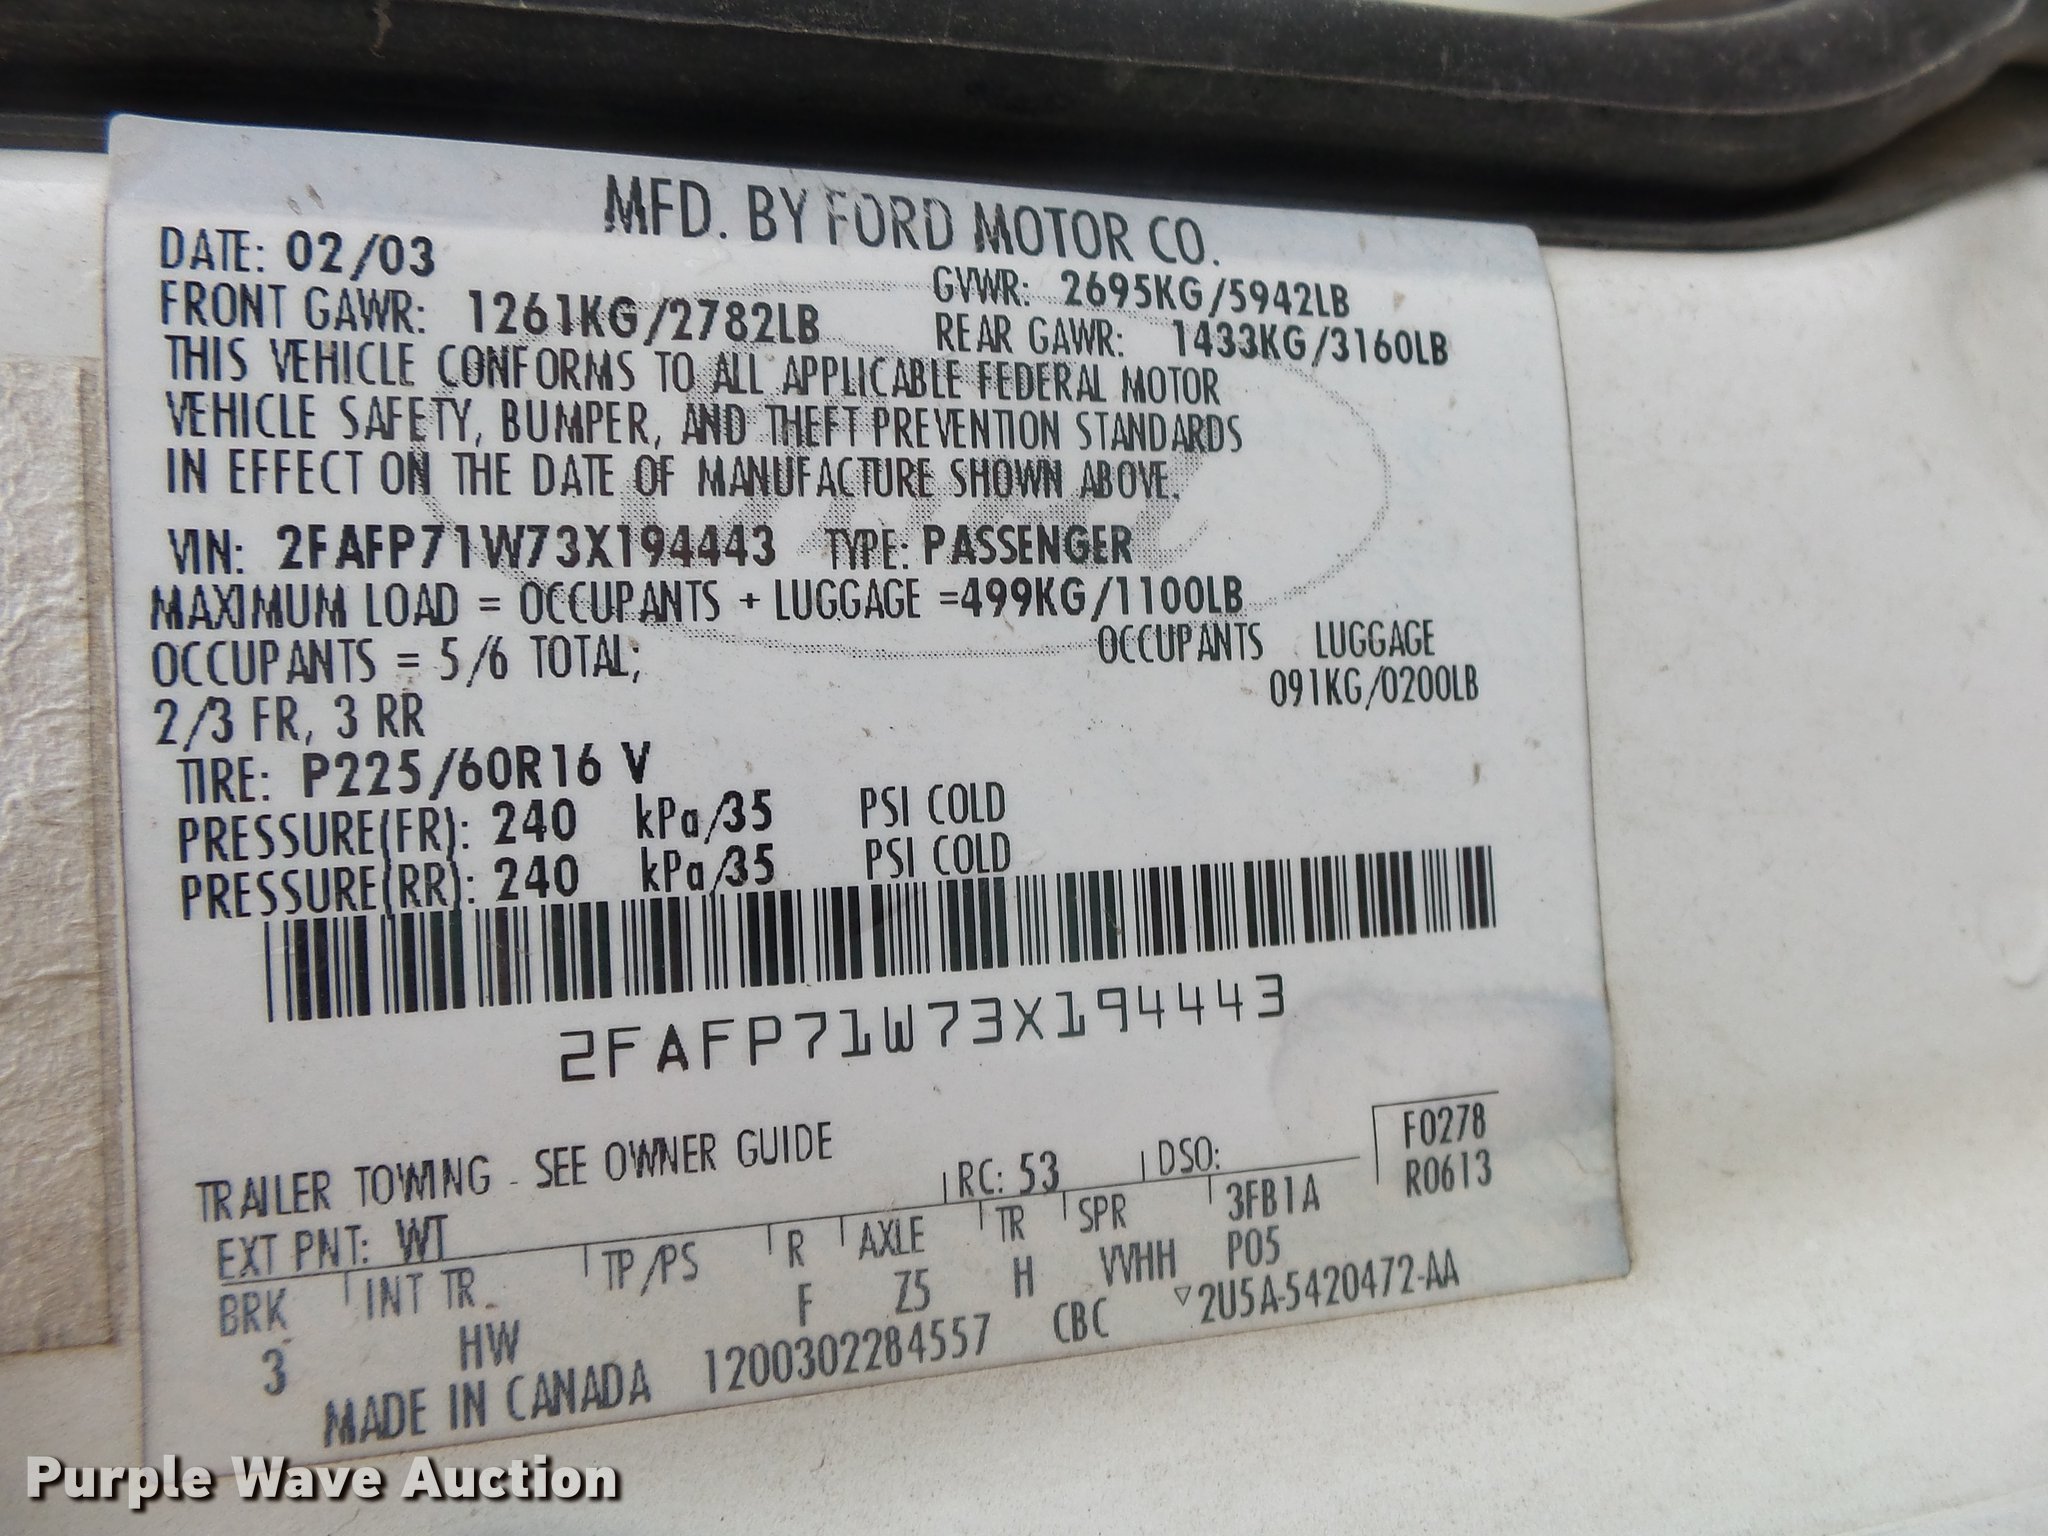 MFD. BY FORD MOTOR CO.
DATE: 02/03
GVWR: 2695KG/5942LB
FRONT GAWR: 1261KG/2782LB
REAR GAWR: 1433KG/3160LB
THIS VEHICLE CONFORMS TO ALL APPLICABLE FEDERAL MOTOR
VEHICLE SAFETY, BUMPER, AND THEFT PREVENTION STANDARDS
IN EFFECT ON THE DATE OF MANUFACTURE SHOWN ABOVE.
VIN: 2FAFP71W73X194443 TYPE: PASSENGER
MAXIMUM LOAD = OCCUPANTS + LUGGAGE =499KG/1100LB
OCCUPANTS = 5/6 TOTAL; OCCUPANTS LUGGAGE
2/3 FR, 3 RR 091KG/0200LB
TIRE: P225/60R16 V
PRESSURE(FR): 240 kPa/35 PSI COLD
PRESSURE(RR): 240 kPa/35 PSI COLD
2FAFP71W73X194443
TRAILER TOWING - SEE OWNER GUIDE
EXT PNT: WT RC: 53 DSO: F0278
R0613
BRK INT TR TP/PS R AXLE TR SPR 3FB1A
3 HW F Z5 H VVHH P05
MADE IN CANADA 1200302284557 CBC ▽2U5A-5420472-AA
Purple Wave Auction